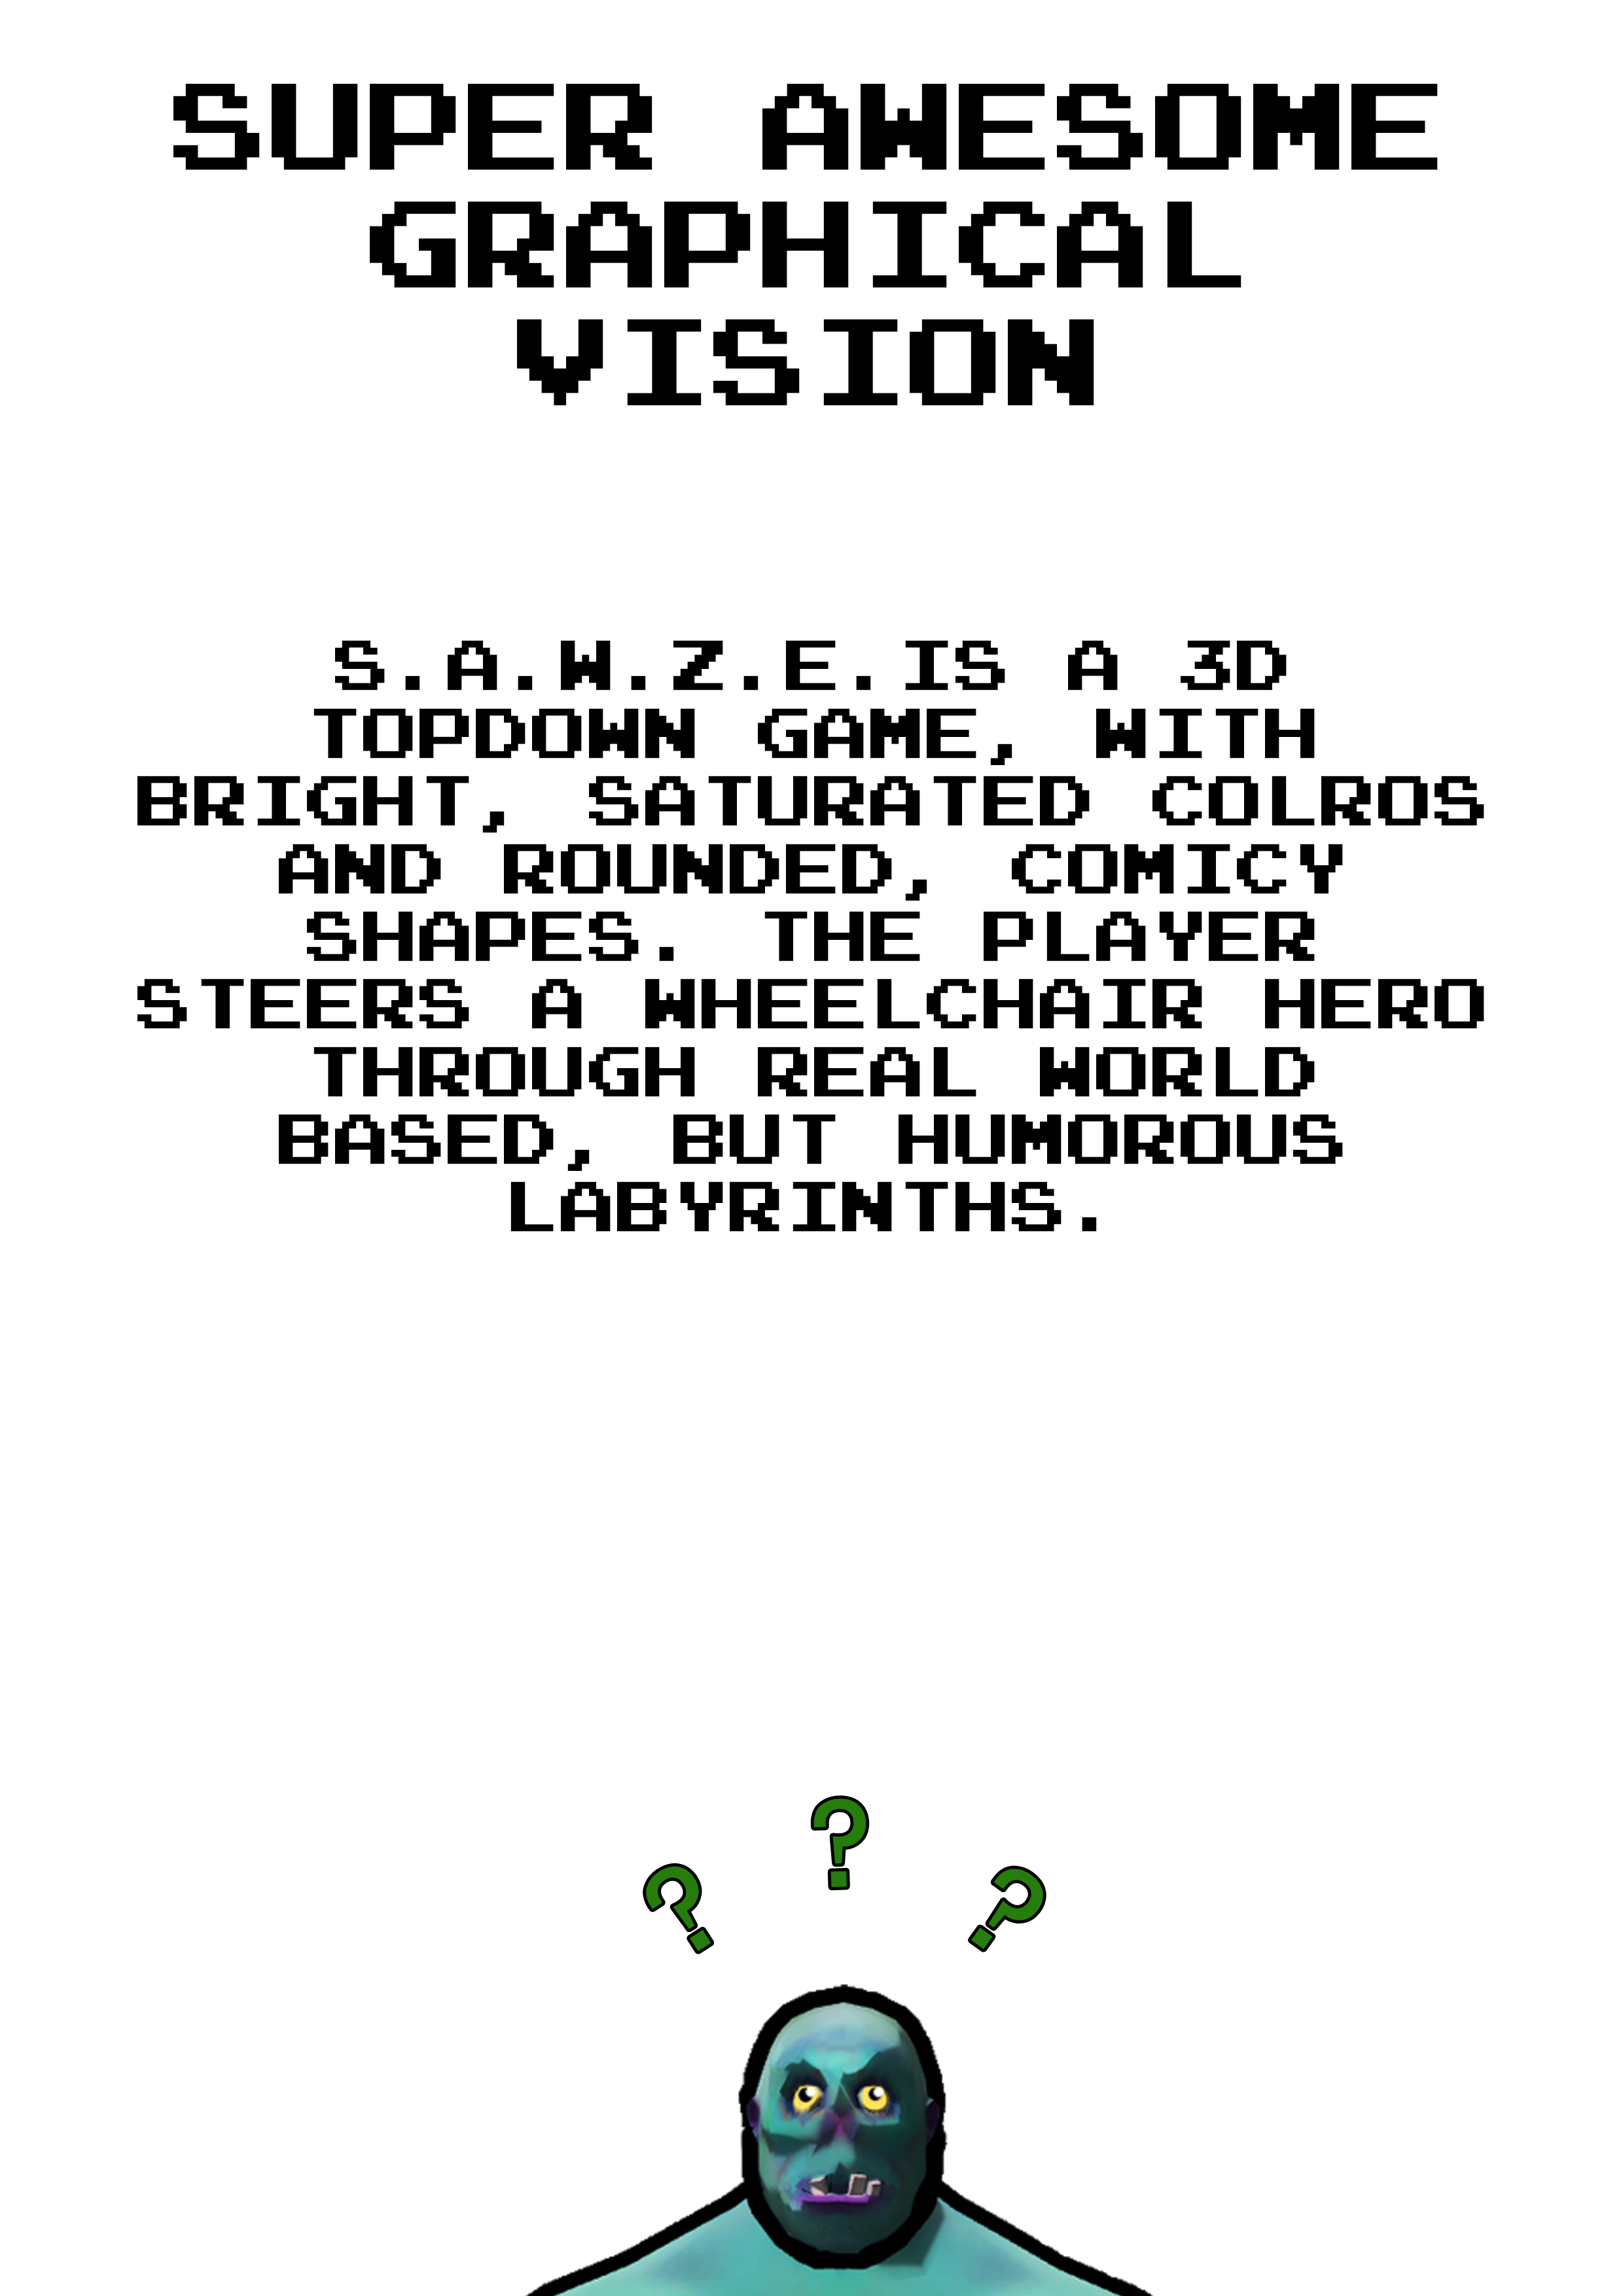 SUPER AWESOME
GRAPHICAL
VISION
S.A.W.Z.E.IS A 3D
TOPDOWN GAME, WITH
BRIGHT, SATURATED COLROS
AND ROUNDED, COMICY
SHAPES. THE PLAYER
STEERS A WHEELCHAIR HERO
THROUGH REAL WORLD
BASED, BUT HUMOROUS
LABYRINTHS.
? ? ?